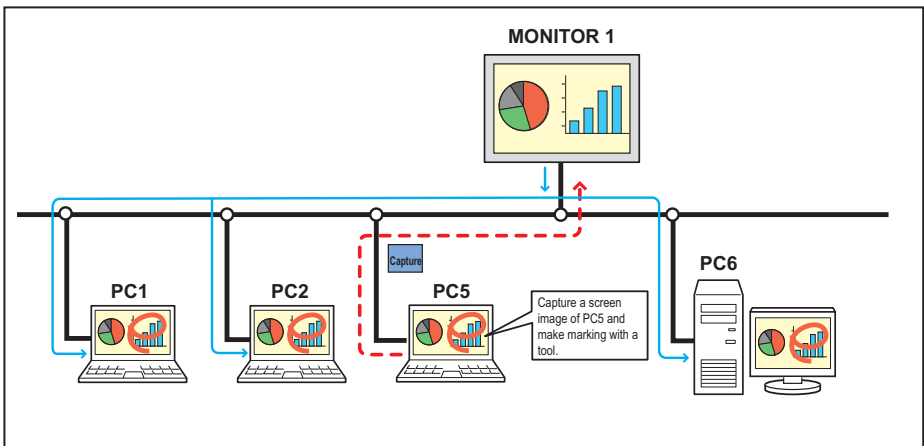 MONITOR 1
Capture
PC1
PC2
PC5
PC6
Capture a screen
image of PC5 and
make marking with a
tool.